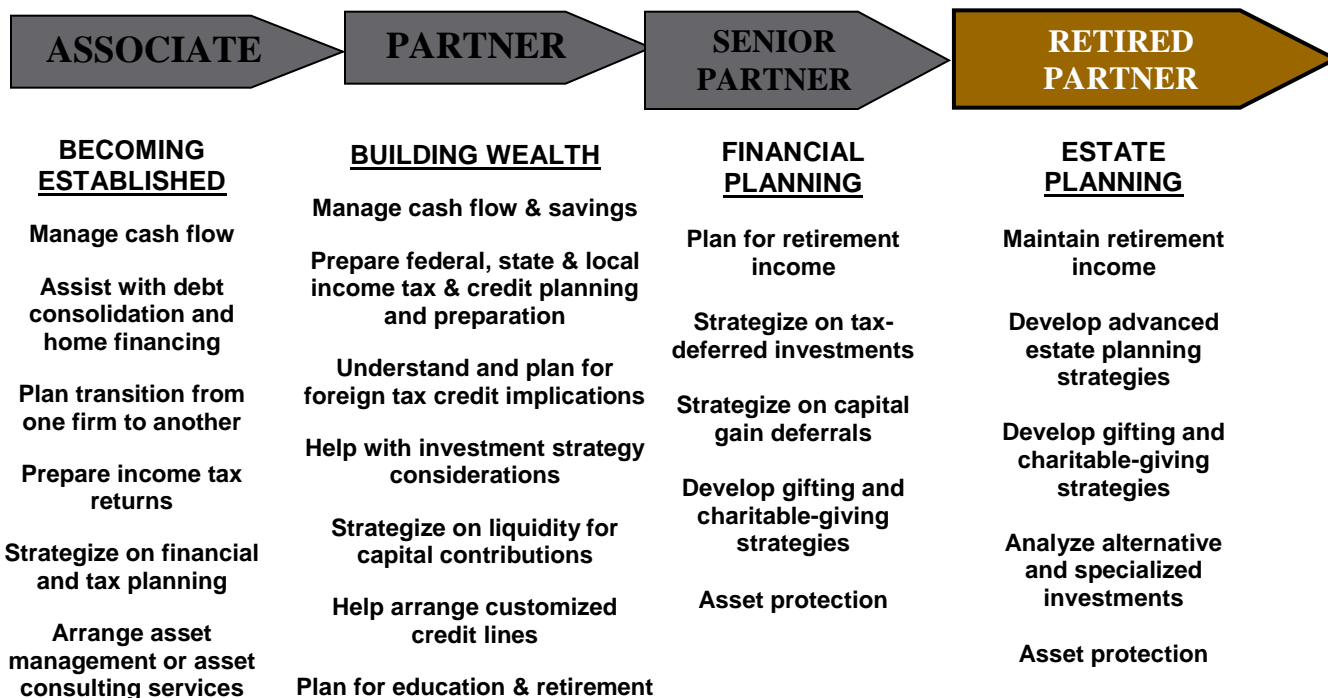 ASSOCIATE
PARTNER
SENIOR
PARTNER
RETIRED
PARTNER
BECOMING
ESTABLISHED
Manage cash flow
Assist with debt
consolidation and
home financing
Plan transition from
one firm to another
Prepare income tax
returns
Strategize on financial
and tax planning
Arrange asset
management or asset
consulting services
BUILDING WEALTH
Manage cash flow & savings
Prepare federal, state & local
income tax & credit planning
and preparation
Understand and plan for
foreign tax credit implications
Help with investment strategy
considerations
Strategize on liquidity for
capital contributions
Help arrange customized
credit lines
Plan for education & retirement
FINANCIAL
PLANNING
Plan for retirement
income
Strategize on tax-
deferred investments
Strategize on capital
gain deferrals
Develop gifting and
charitable-giving
strategies
Asset protection
ESTATE
PLANNING
Maintain retirement
income
Develop advanced
estate planning
strategies
Develop gifting and
charitable-giving
strategies
Analyze alternative
and specialized
investments
Asset protection